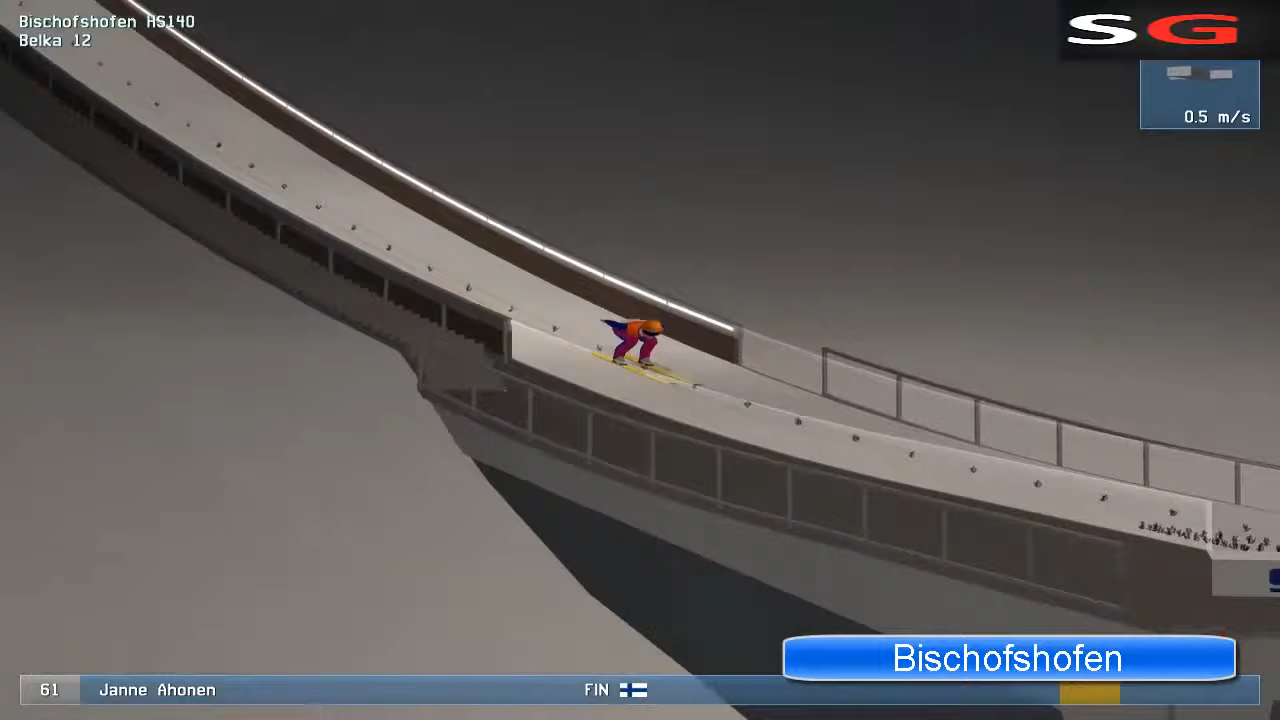 Bischofshofen HS140
Belka 12
SG
0.5 m/s
Bischofshofen
61 Janne Ahonen FIN